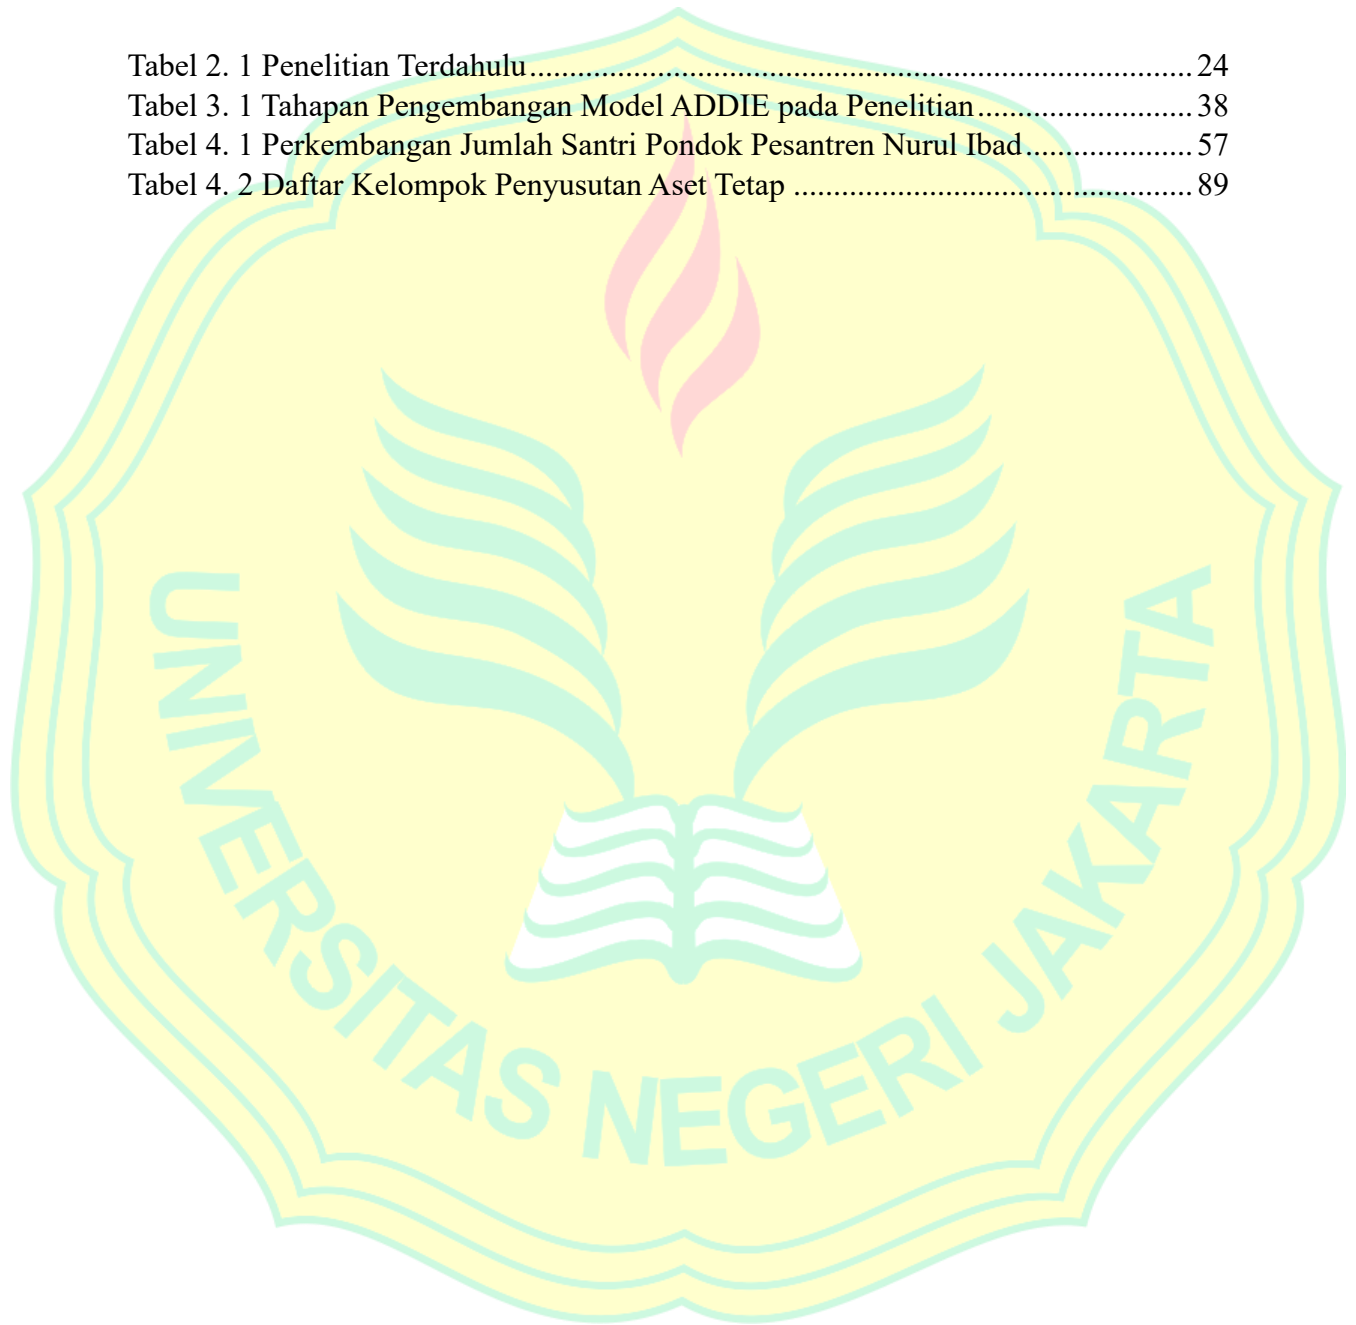 Tabel 2. 1 Penelitian Terdahulu.................................................................................24
Tabel 3. 1 Tahapan Pengembangan Model ADDIE pada Penelitian..........................38
Tabel 4. 1 Perkembangan Jumlah Santri Pondok Pesantren Nurul Ibad....................57
Tabel 4. 2 Daftar Kelompok Penyusutan Aset Tetap ................................................89
UNIVERSITAS NEGERI JAKARTA